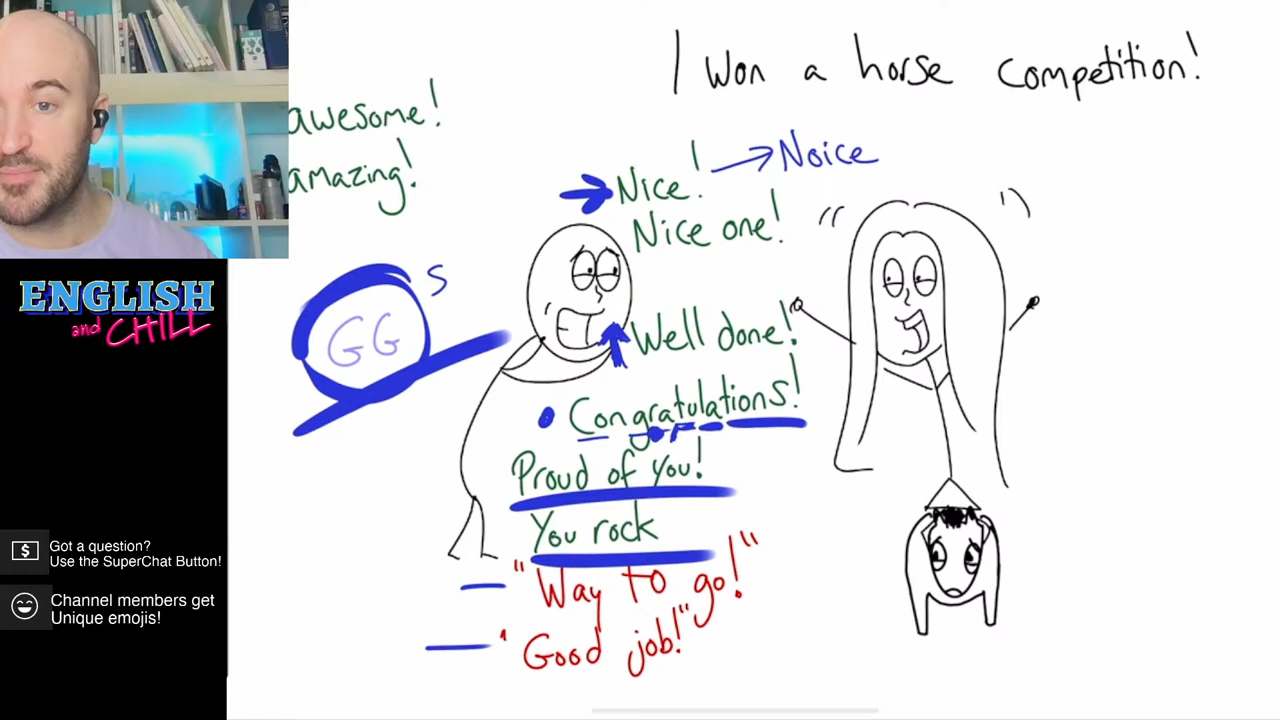 I won a horse competition!
awesome!
amazing!
Nice! → Noice
Nice one!
GG s
Well done!
Congratulations!
Proud of you!
You rock
"Way to go!"
"Good job!"
ENGLISH
and CHILL
Got a question?
Use the SuperChat Button!
Channel members get
Unique emojis!